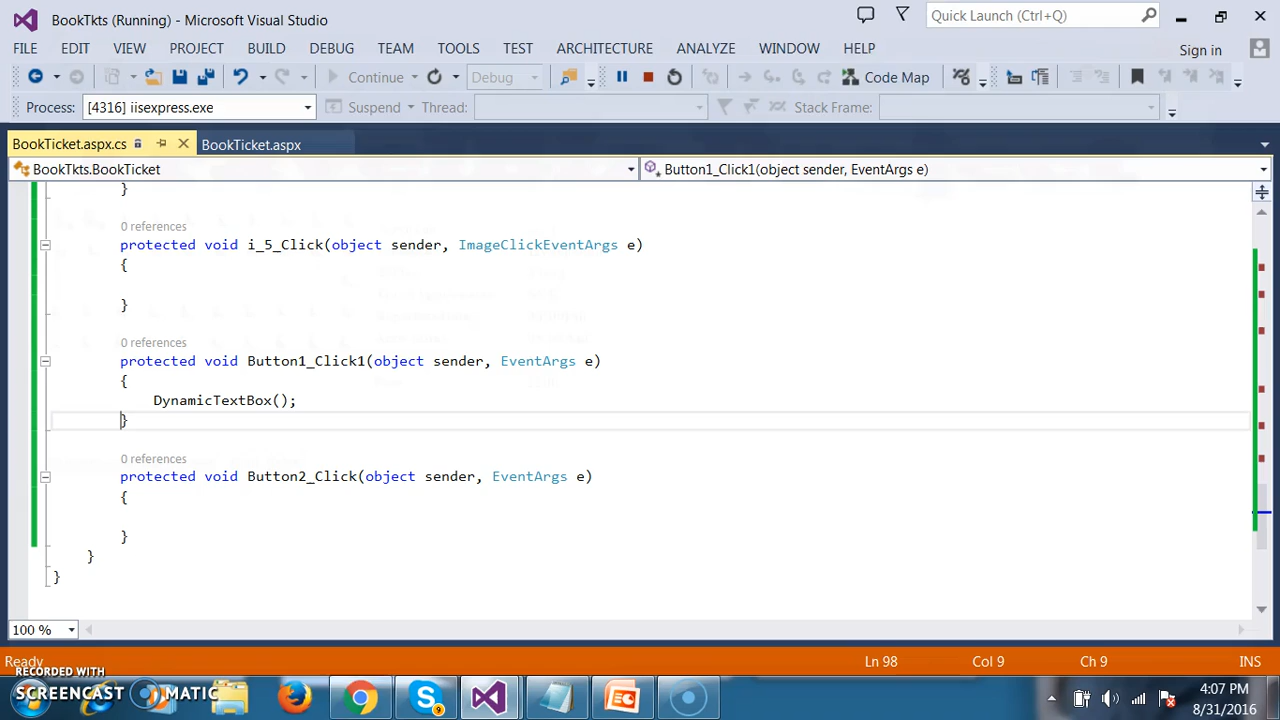 BookTkts (Running) - Microsoft Visual Studio
Quick Launch (Ctrl+Q)
FILE EDIT VIEW PROJECT BUILD DEBUG TEAM TOOLS TEST ARCHITECTURE ANALYZE WINDOW HELP
Sign in
Continue Debug Code Map
Process: [4316] iisexpress.exe Suspend Thread: Stack Frame:
BookTicket.aspx.cs BookTicket.aspx
BookTkts.BookTicket Button1_Click1(object sender, EventArgs e)
}
0 references
protected void i_5_Click(object sender, ImageClickEventArgs e)
{
}
0 references
protected void Button1_Click1(object sender, EventArgs e)
{
DynamicTextBox();
}
0 references
protected void Button2_Click(object sender, EventArgs e)
{
}
}
}
100 %
Ready Ln 98 Col 9 Ch 9 INS
RECORDED WITH
SCREENCAST MATIC
9
4:07 PM
8/31/2016